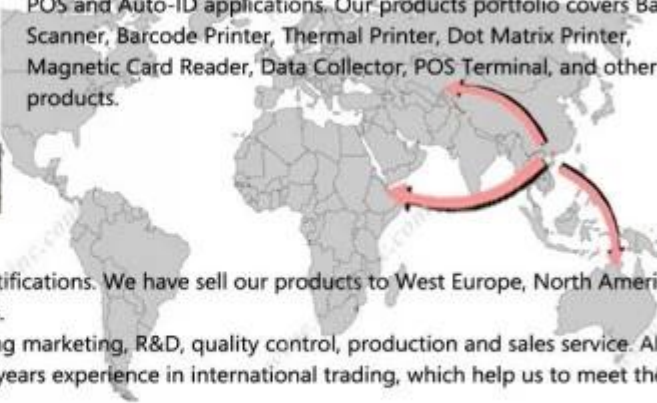 POS and Auto-ID applications. Our products portfolio covers Ba
Scanner, Barcode Printer, Thermal Printer, Dot Matrix Printer,
Magnetic Card Reader, Data Collector, POS Terminal, and other
products.
tifications. We have sell our products to West Europe, North Ameri
.
g marketing, R&D, quality control, production and sales service. Al
years experience in international trading, which help us to meet the